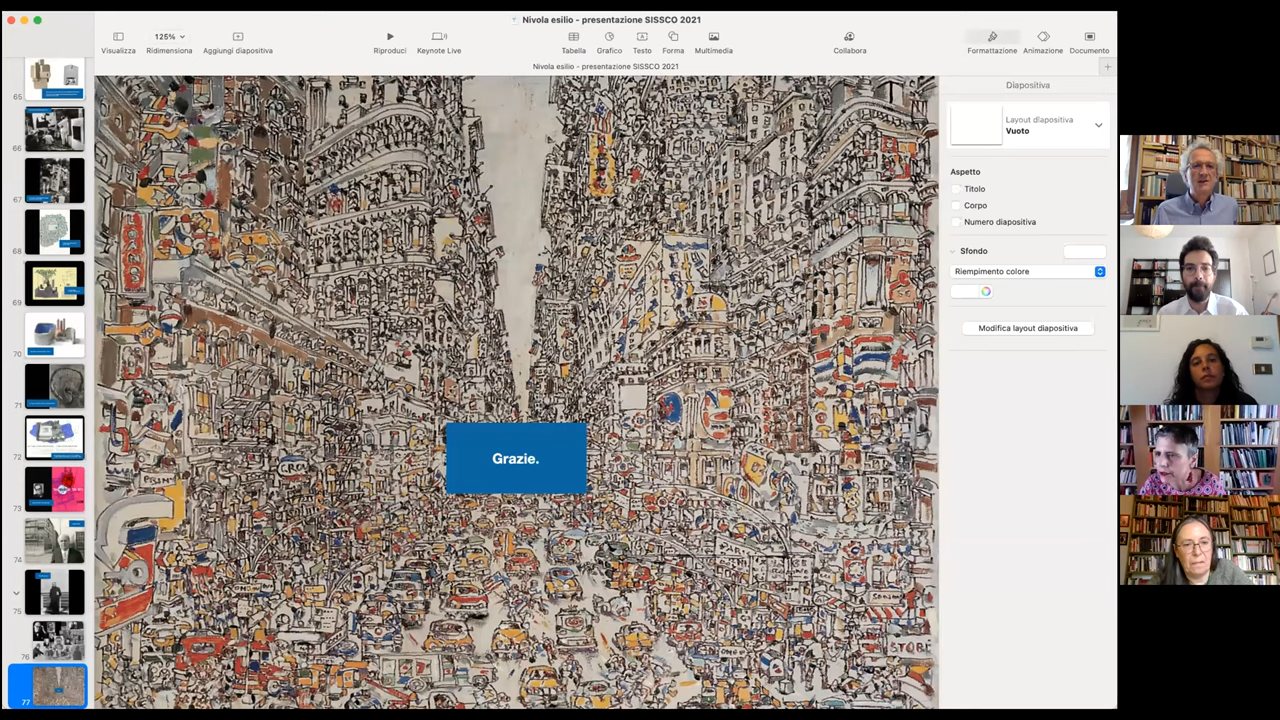 Nivola esilio - presentazione SISSCO 2021
125%
Visualizza
Ridimensiona
Aggiungi diapositiva
Riproduci
Keynote Live
Tabella
Grafico
Testo
Forma
Multimedia
Collabora
Formattazione
Animazione
Documento
Nivola esilio - presentazione SISSCO 2021
65
66
67
68
69
70
71
72
73
74
75
76
77
Grazie.
Diapositiva
Layout diapositiva
Vuoto
Aspetto
Titolo
Corpo
Numero diapositiva
Sfondo
Riempimento colore
Modifica layout diapositiva